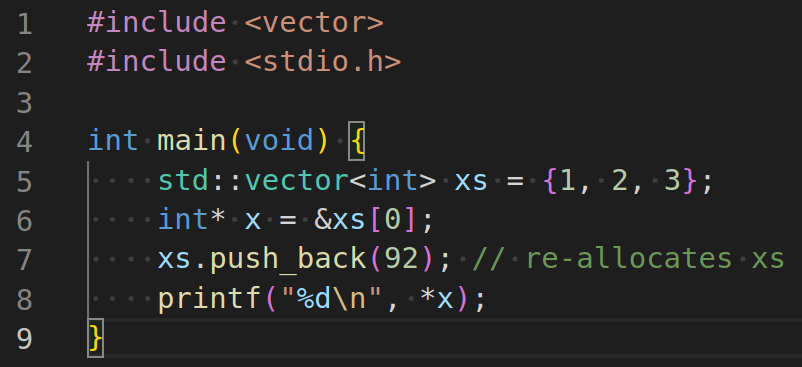 1 #include <vector>
2 #include <stdio.h>
3
4 int main(void) {
5     std::vector<int> xs = {1, 2, 3};
6     int* x = &xs[0];
7     xs.push_back(92); // re-allocates xs
8     printf("%d\n", *x);
9 }